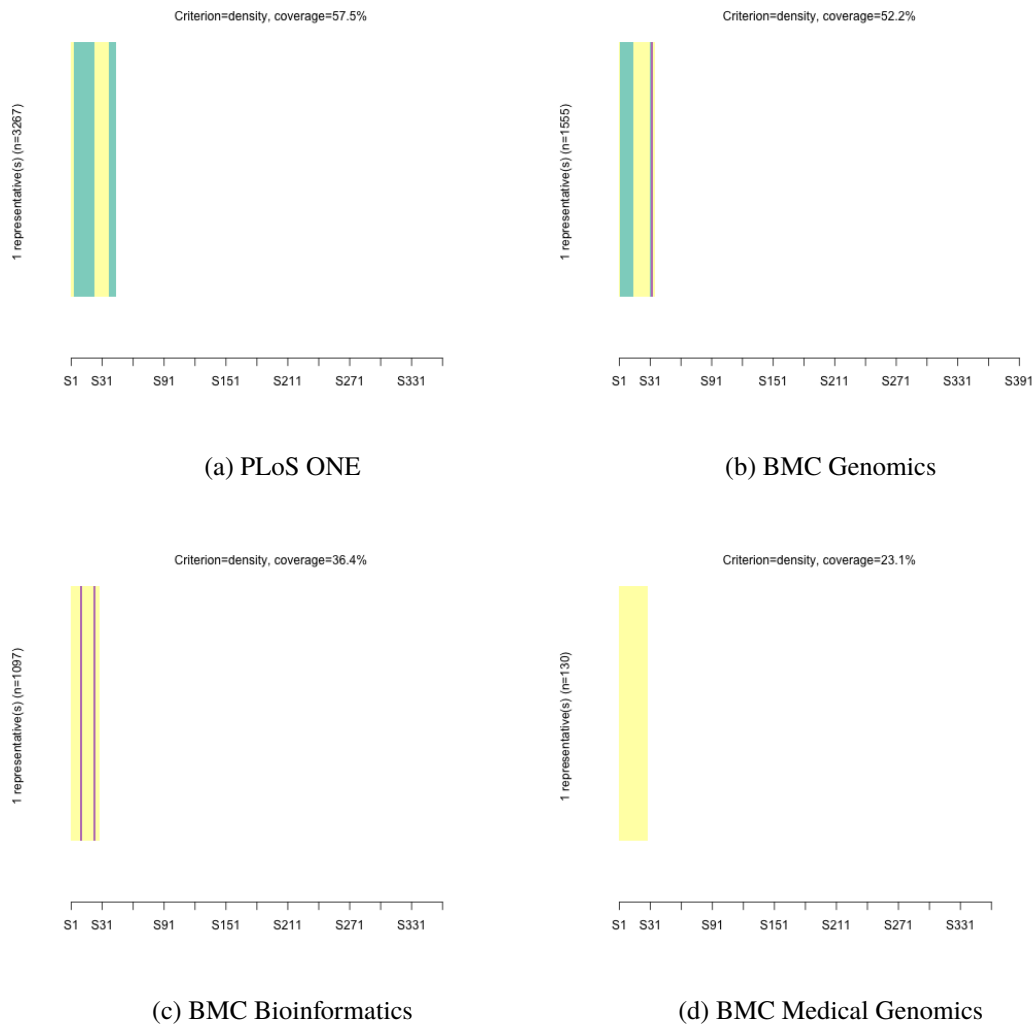 Criterion=density, coverage=57.5%
1 representative(s) (n=3267)
S1 S31 S91 S151 S211 S271 S331
(a) PLoS ONE
Criterion=density, coverage=52.2%
1 representative(s) (n=1555)
S1 S31 S91 S151 S211 S271 S331 S391
(b) BMC Genomics
Criterion=density, coverage=36.4%
1 representative(s) (n=1097)
S1 S31 S91 S151 S211 S271 S331
(c) BMC Bioinformatics
Criterion=density, coverage=23.1%
1 representative(s) (n=130)
S1 S31 S91 S151 S211 S271 S331
(d) BMC Medical Genomics